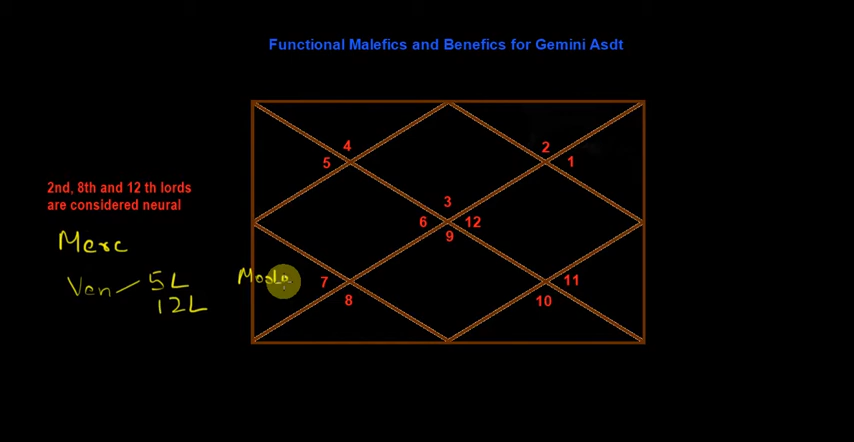 Functional Malefics and Benefics for Gemini Asdt
4
2
5
1
2nd, 8th and 12 th lords
are considered neural
3
6
12
9
Merc
Ven 5L
12L
7
11
8
10